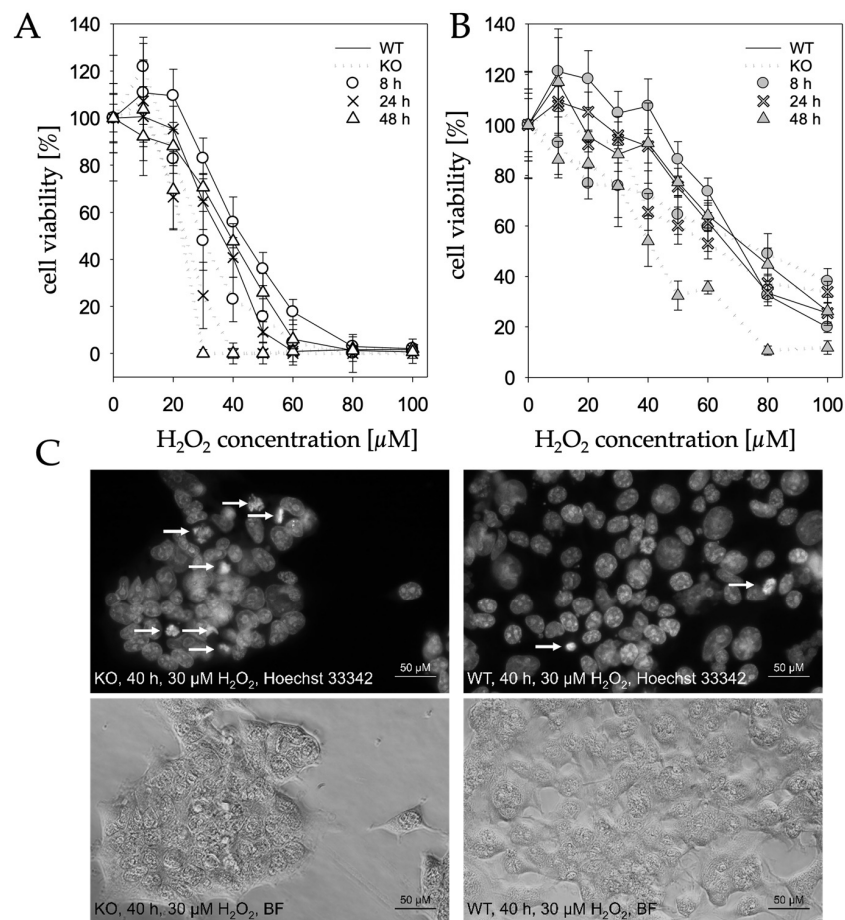 A
B
140
120
100
80
60
40
20
0
cell viability [%]
WT
KO
8 h
24 h
48 h
0 20 40 60 80 100
H₂O₂ concentration [µM]
140
120
100
80
60
40
20
0
cell viability [%]
WT
KO
8 h
24 h
48 h
0 20 40 60 80 100
H₂O₂ concentration [µM]
C
KO, 40 h, 30 µM H₂O₂, Hoechst 33342
50 µM
WT, 40 h, 30 µM H₂O₂, Hoechst 33342
50 µM
KO, 40 h, 30 µM H₂O₂, BF
50 µM
WT, 40 h, 30 µM H₂O₂, BF
50 µM